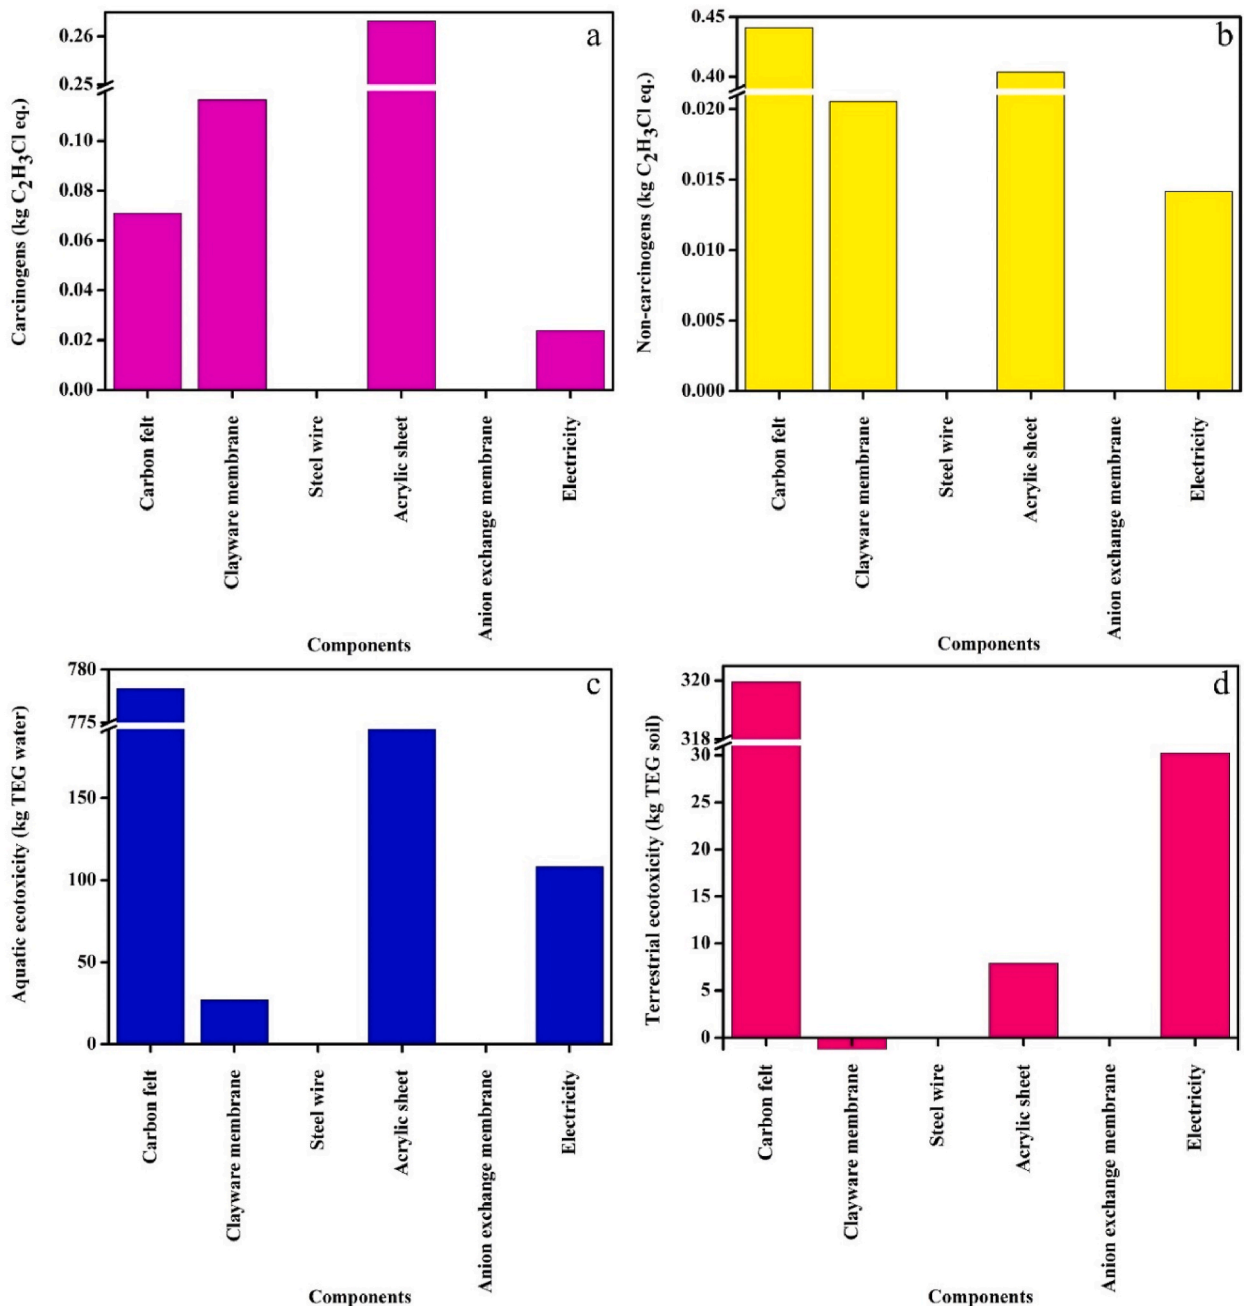 a
Carcinogens (kg C2H3Cl eq.)
0.26
0.25
0.10
0.08
0.06
0.04
0.02
0.00
Carbon felt
Clayware membrane
Steel wire
Acrylic sheet
Anion exchange membrane
Electricity
Components
b
Non-carcinogens (kg C2H3Cl eq.)
0.45
0.40
0.020
0.015
0.010
0.005
0.000
Carbon felt
Clayware membrane
Steel wire
Acrylic sheet
Anion exchange membrane
Electricity
Components
c
Aquatic ecotoxicity (kg TEG water)
780
775
150
100
50
0
Carbon felt
Clayware membrane
Steel wire
Acrylic sheet
Anion exchange membrane
Electricity
Components
d
Terrestrial ecotoxicity (kg TEG soil)
320
318
30
25
20
15
10
5
0
Carbon felt
Clayware membrane
Steel wire
Acrylic sheet
Anion exchange membrane
Electricity
Components